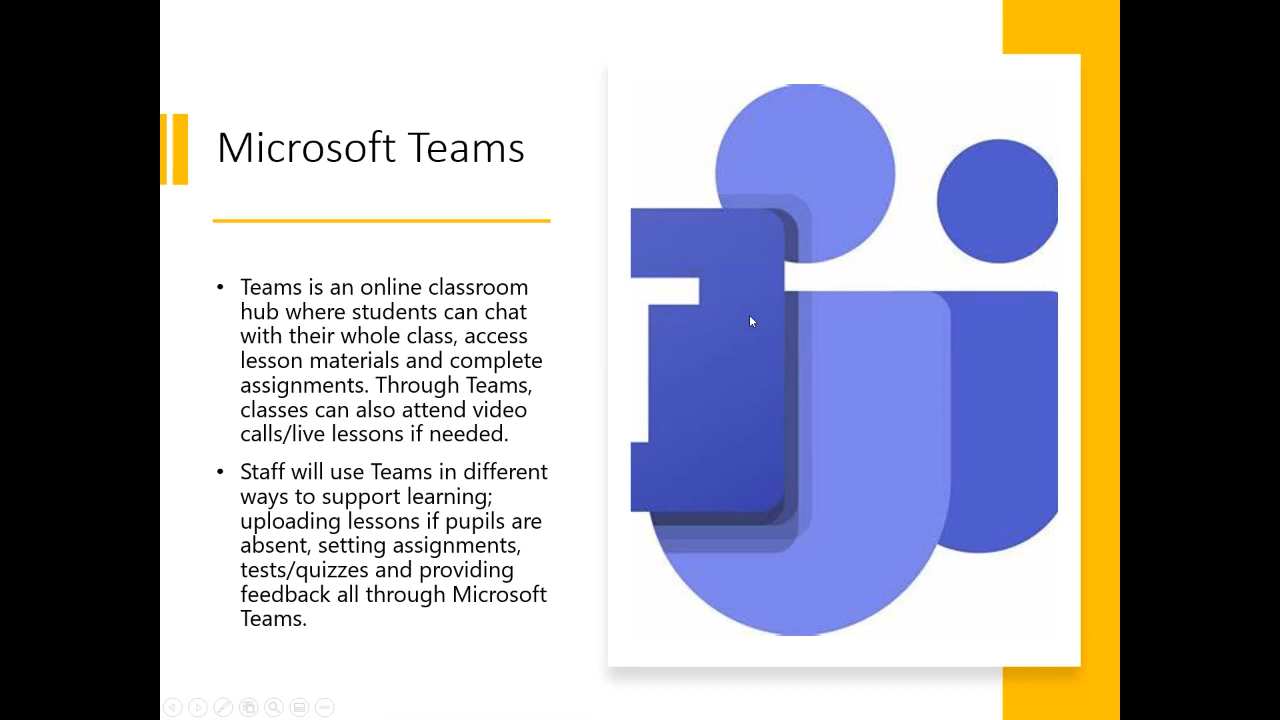 Microsoft Teams
• Teams is an online classroom
hub where students can chat
with their whole class, access
lesson materials and complete
assignments. Through Teams,
classes can also attend video
calls/live lessons if needed.
• Staff will use Teams in different
ways to support learning;
uploading lessons if pupils are
absent, setting assignments,
tests/quizzes and providing
feedback all through Microsoft
Teams.